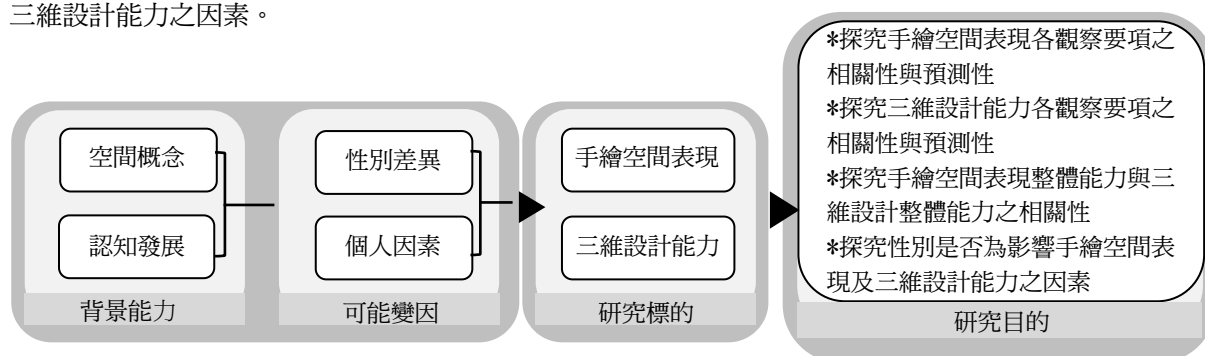 三維設計能力之因素。
空間概念
認知發展
背景能力
性別差異
個人因素
可能變因
手繪空間表現
三維設計能力
研究標的
*探究手繪空間表現各觀察要項之
相關性與預測性
*探究三維設計能力各觀察要項之
相關性與預測性
*探究手繪空間表現整體能力與三
維設計整體能力之相關性
*探究性別是否為影響手繪空間表
現及三維設計能力之因素
研究目的